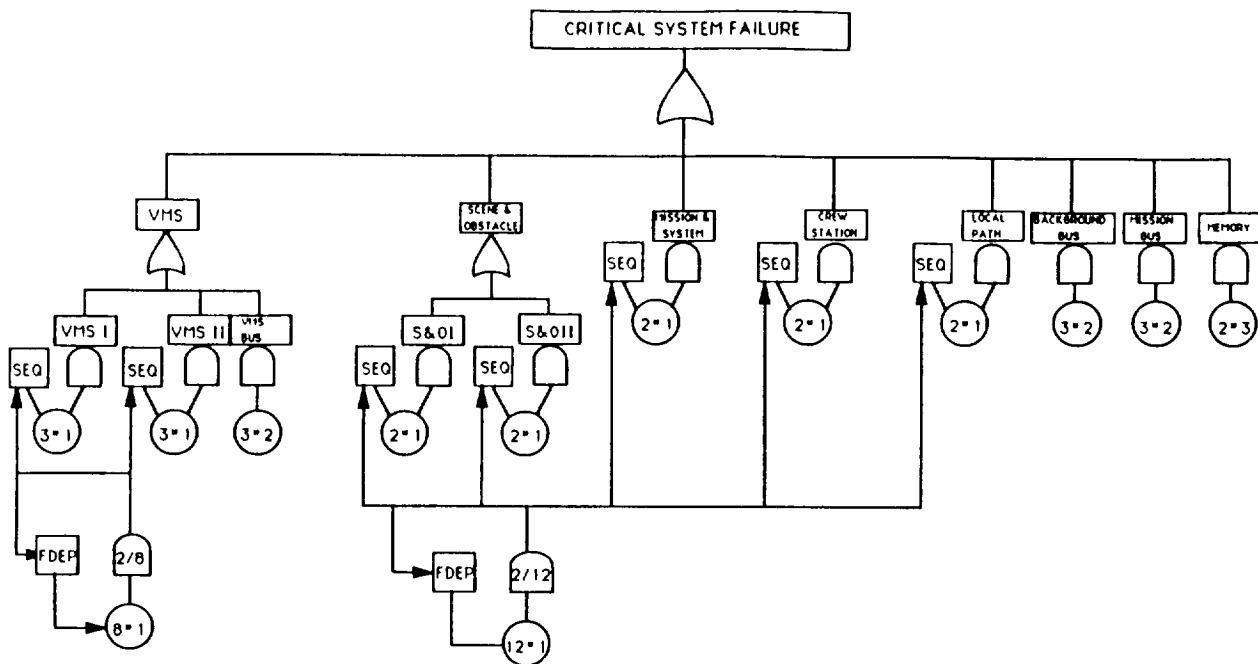 CRITICAL SYSTEM FAILURE
VMS
SCENE &
OBSTACLE
MISSION &
SYSTEM
CREW
STATION
LOCAL
PATH
BACKBROUND
BUS
MISSION
BUS
MEMORY
SEQ
SEQ
SEQ
2*1
2*1
2*1
3*2
3*2
2*3
VMS I
VMS II
VMS
BUS
S&OI
S&OII
SEQ
SEQ
SEQ
SEQ
3*1
3*1
3*2
2*1
2*1
FDEP
2/8
FDEP
2/12
8*1
12*1